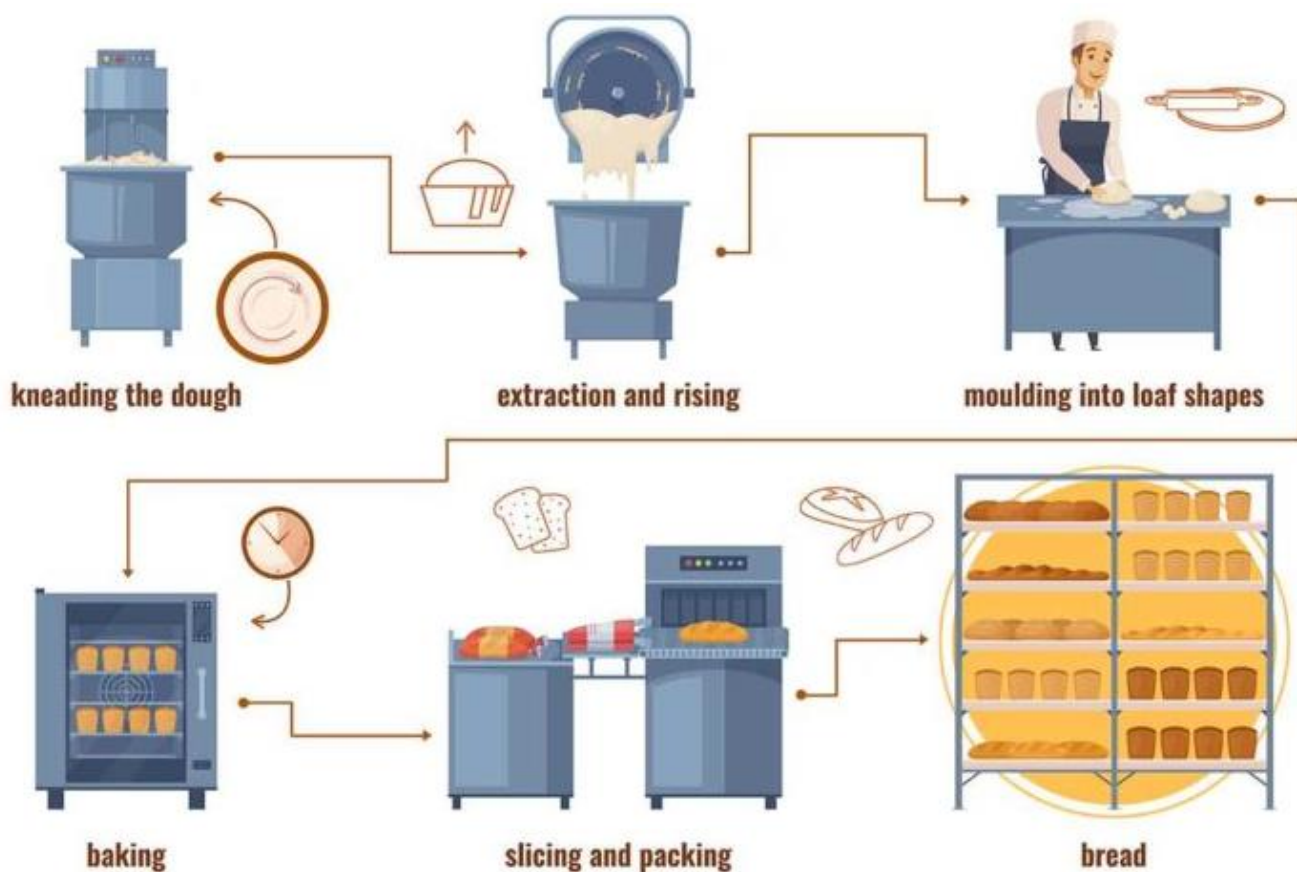 kneading the dough
extraction and rising
moulding into loaf shapes
baking
slicing and packing
bread